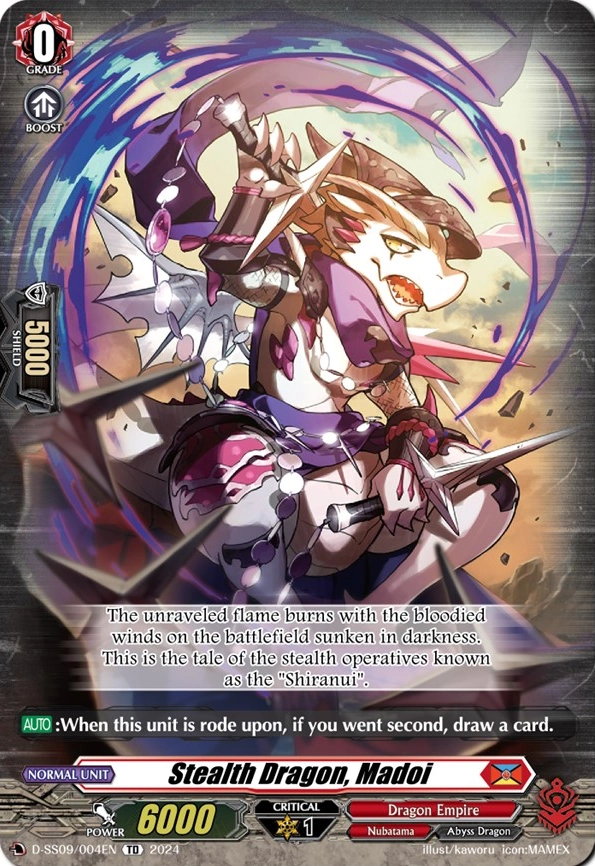 0
GRADE
BOOST
5000
SHIELD
The unraveled flame burns with the bloodied
winds on the battlefield sunken in darkness.
This is the tale of the stealth operatives known
as the "Shiranui".
AUTO :When this unit is rode upon, if you went second, draw a card.
NORMAL UNIT
Stealth Dragon, Madoi
POWER 6000
CRITICAL
1
Dragon Empire
Nubatama Abyss Dragon
D-SS09/004EN TD 2024
illust/kaworu icon:MAMEX